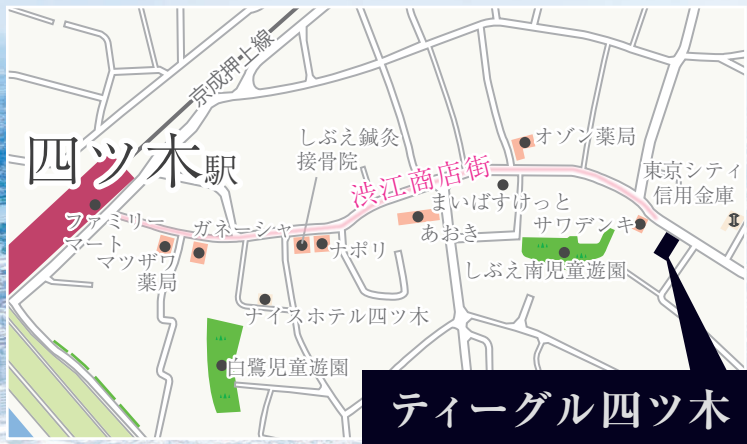 京成押上線
四ツ木駅
しぶえ鍼灸
接骨院
渋江商店街
オゾン薬局
東京シティ
信用金庫
まいばすけっと
ファミリー
マート
ガネーシャ
ナポリ
あおき
サワデンキ
マツザワ
薬局
しぶえ南児童遊園
ナイスホテル四ツ木
白鷺児童遊園
ティーグル四ツ木